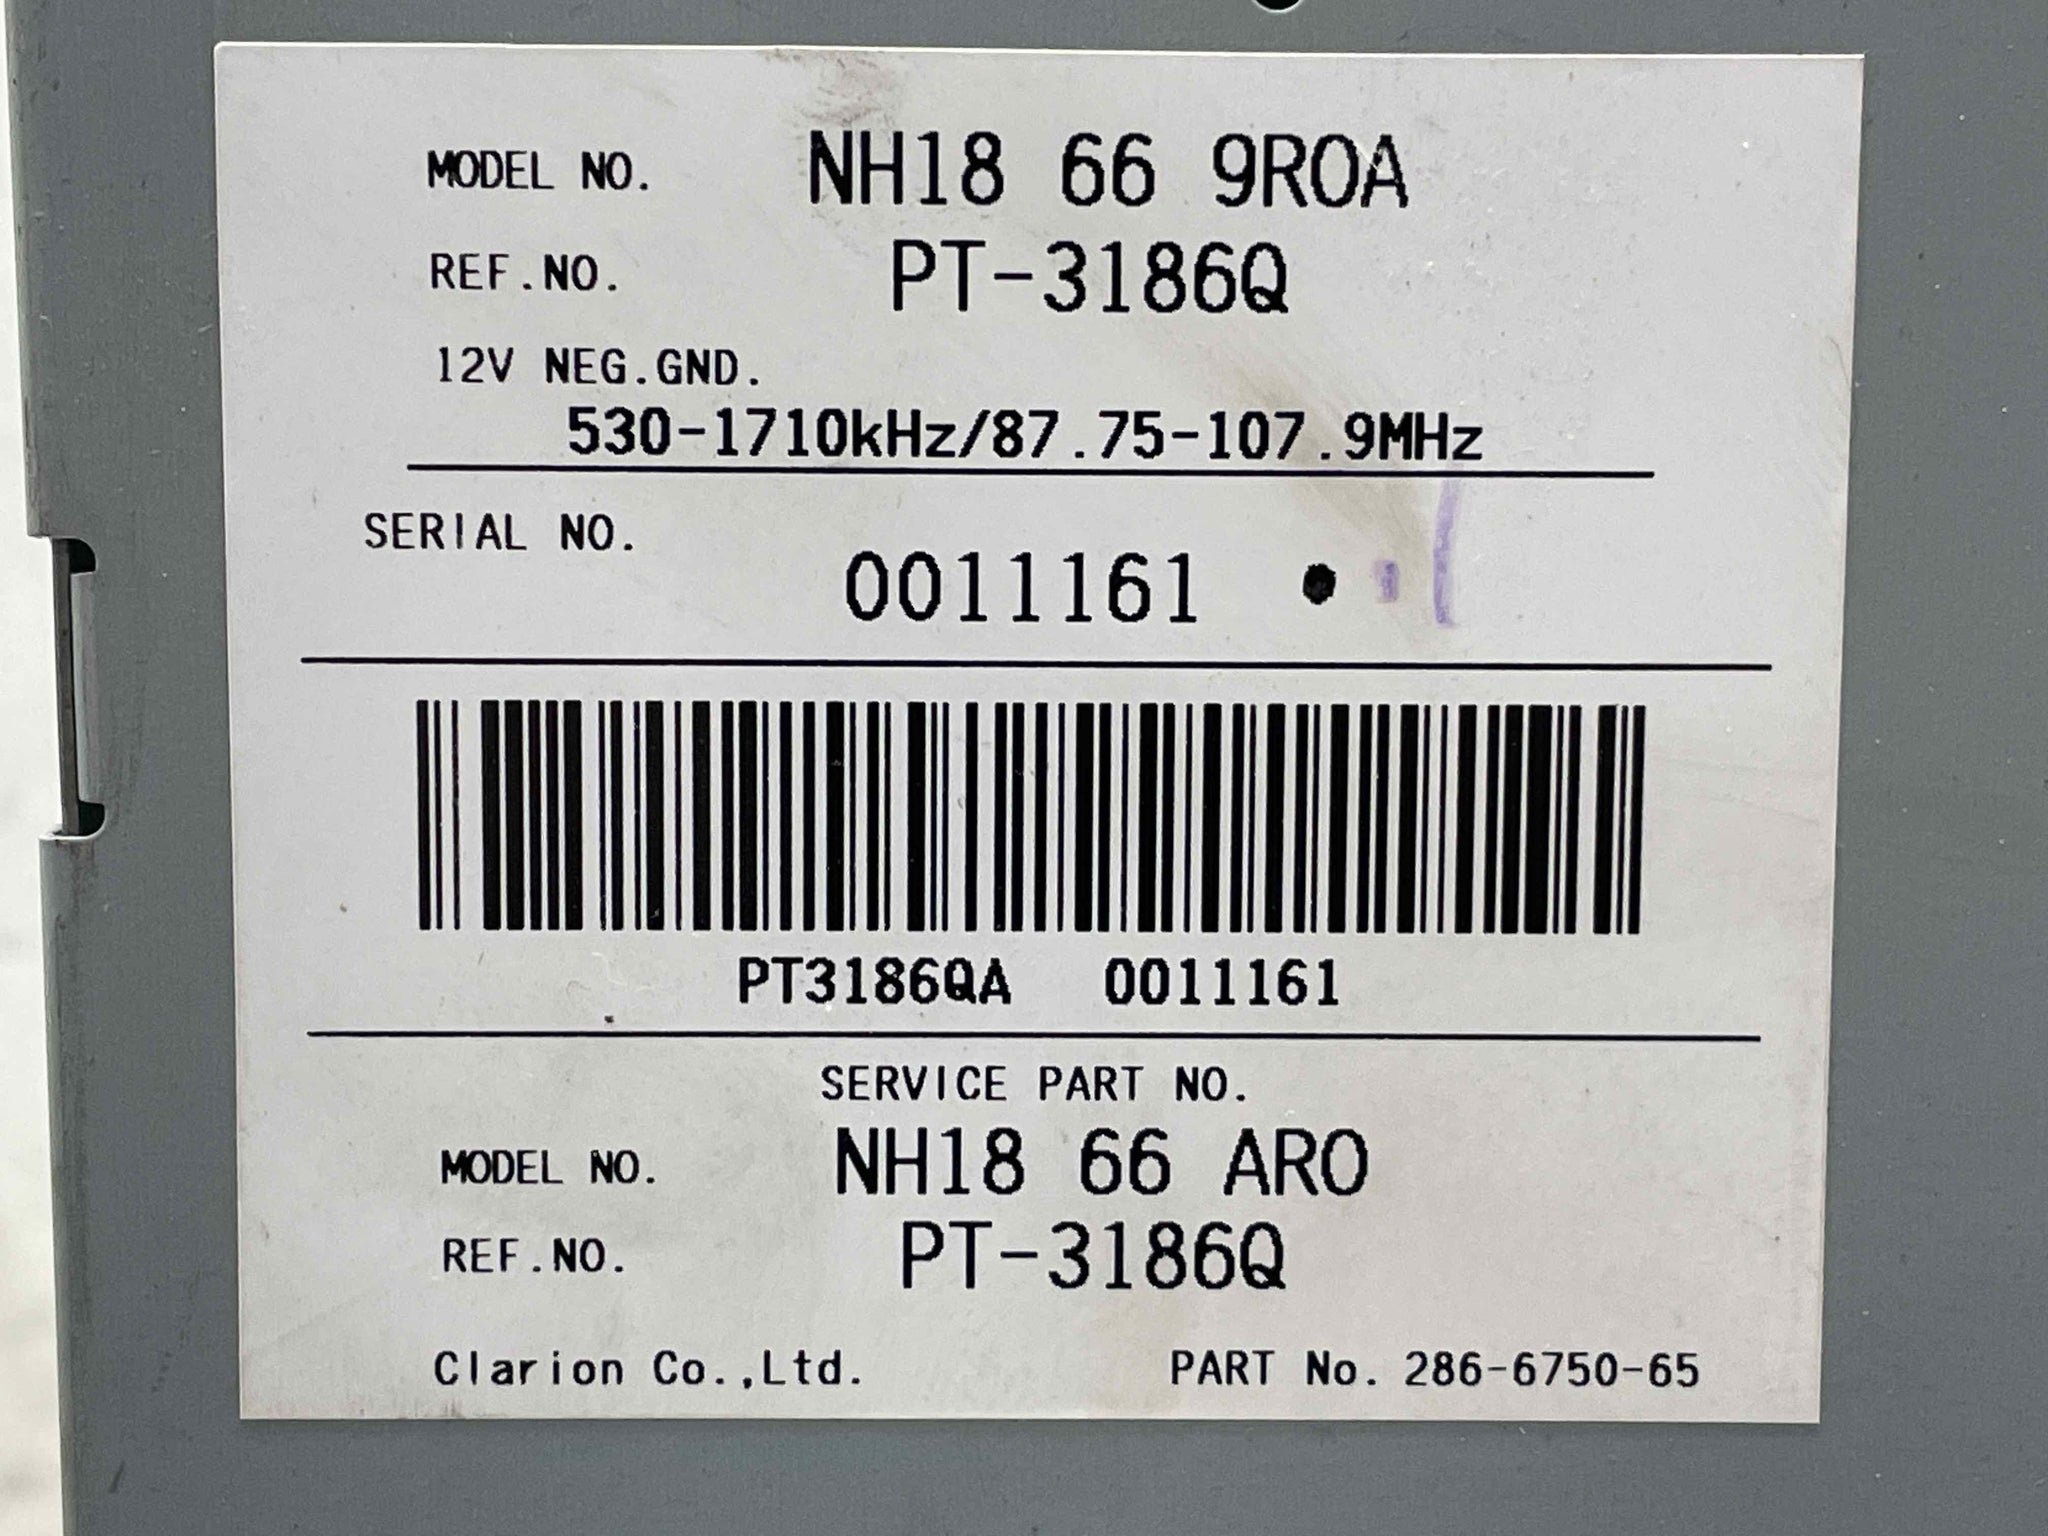 MODEL NO. NH18 66 9R0A
REF.NO. PT-3186Q
12V NEG.GND.
530-1710kHz/87.75-107.9MHz
SERIAL NO. 0011161
PT3186QA 0011161
SERVICE PART NO.
MODEL NO. NH18 66 AR0
REF.NO. PT-3186Q
Clarion Co.,Ltd. PART No. 286-6750-65